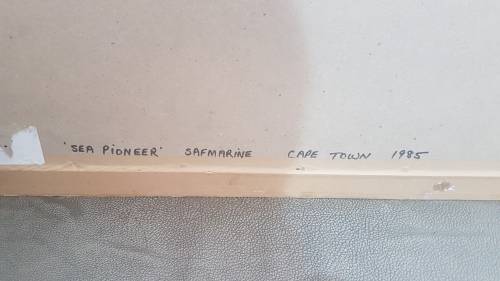 'SEA PIONEER' SAFMARINE CAPE TOWN 1985